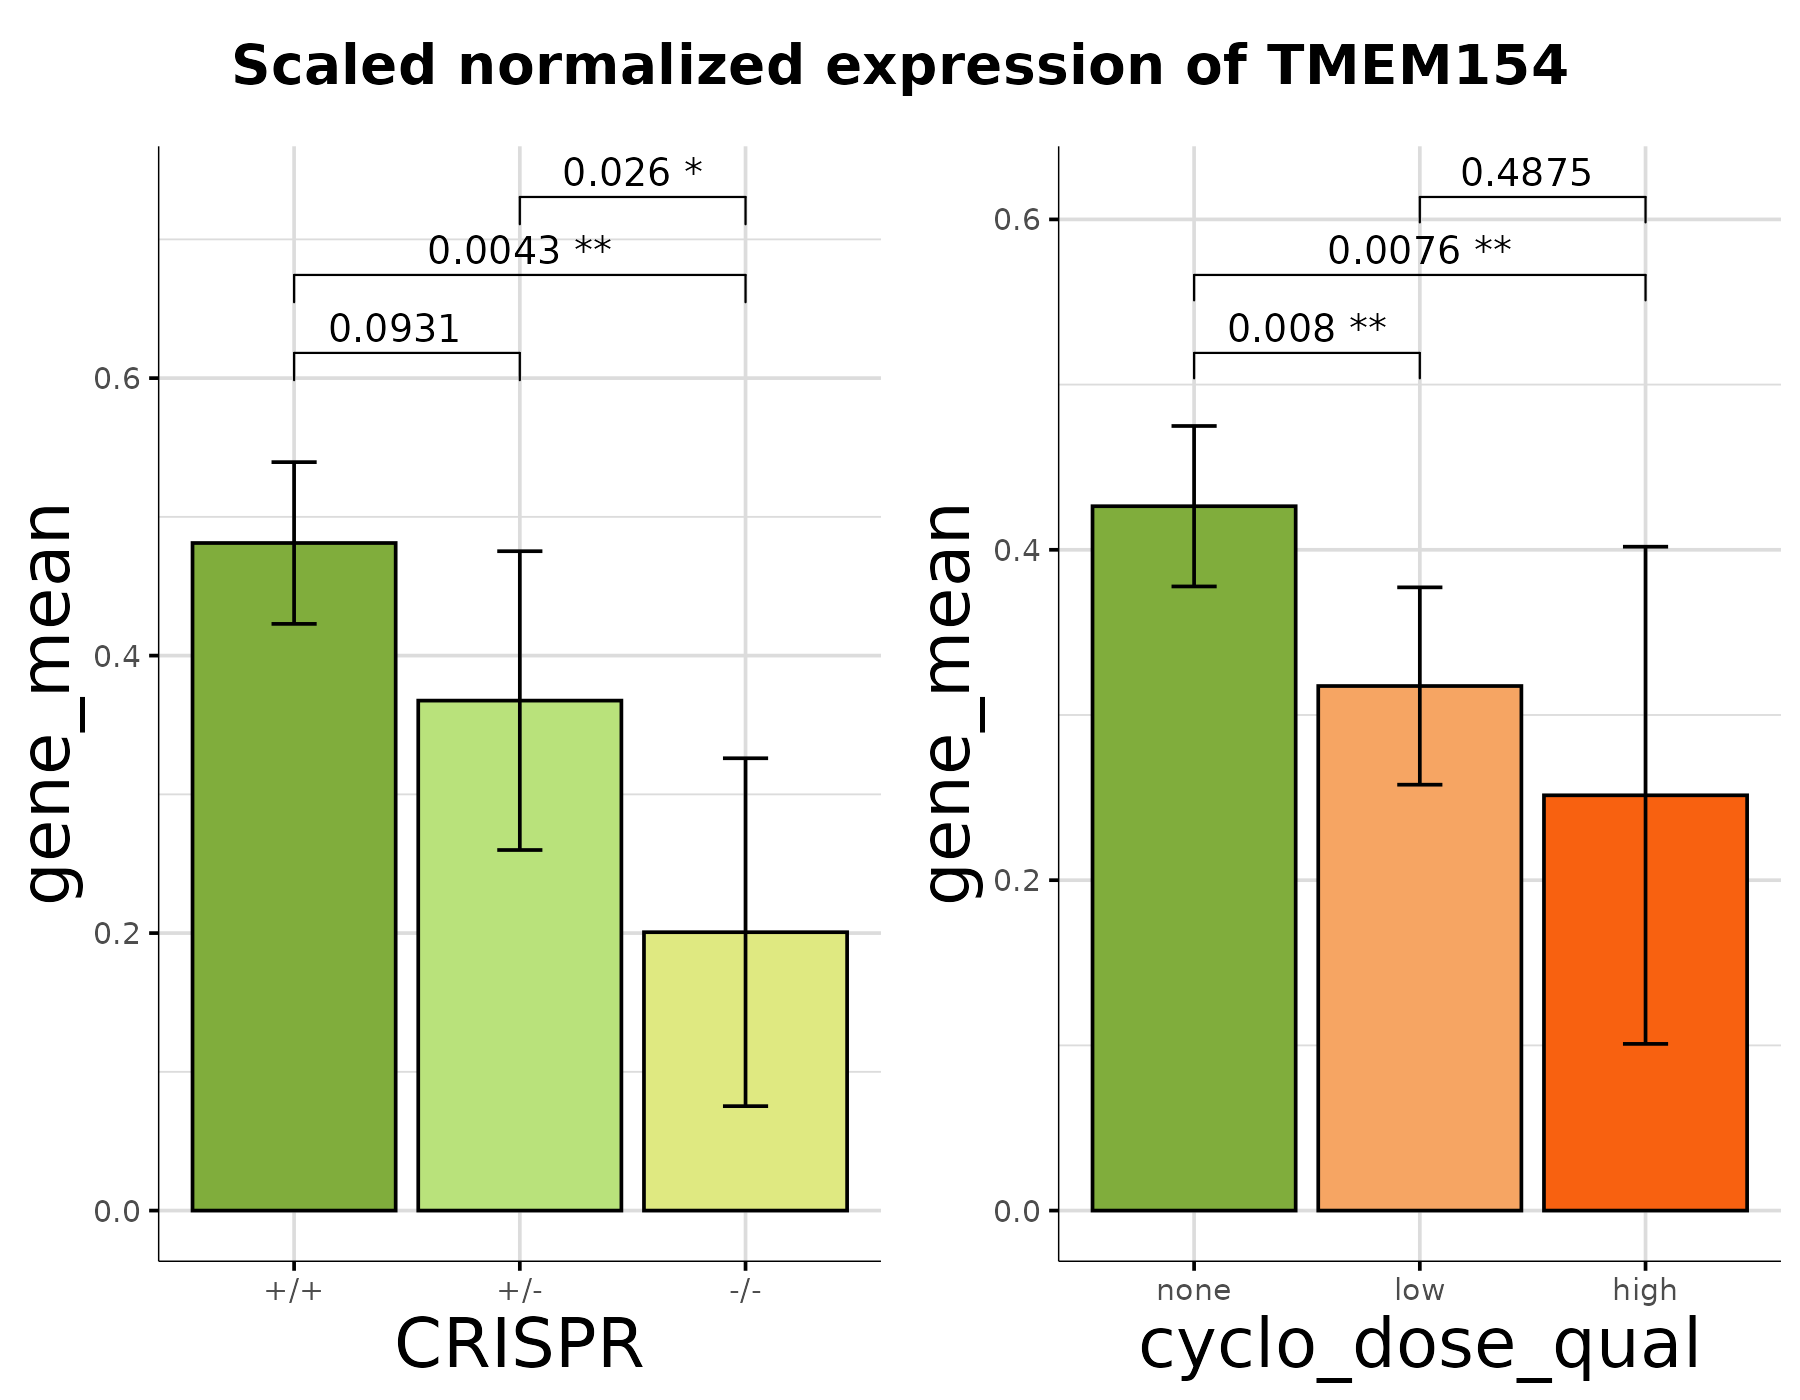 Scaled normalized expression of TMEM154
gene_mean
0.026 *
0.0043 **
0.0931
0.6
0.4
0.2
0.0
+/+ +/- -/-
CRISPR
gene_mean
0.4875
0.0076 **
0.008 **
0.6
0.4
0.2
0.0
none low high
cyclo_dose_qual